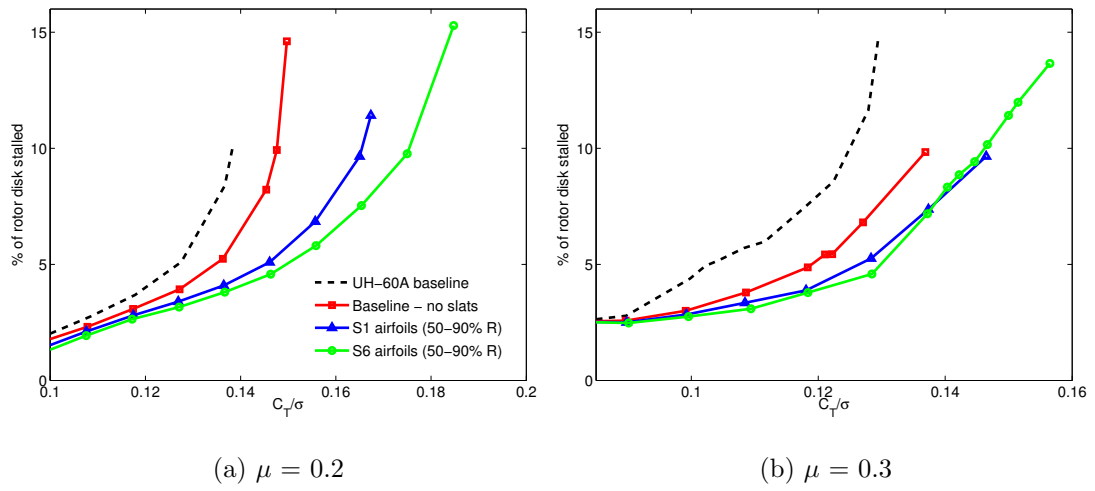 15
10
5
0
% of rotor disk stalled
0.1 0.12 0.14 0.16 0.18 0.2
C_T/σ
UH−60A baseline
Baseline − no slats
S1 airfoils (50−90% R)
S6 airfoils (50−90% R)
(a) μ = 0.2
15
10
5
0
% of rotor disk stalled
0.1 0.12 0.14 0.16
C_T/σ
(b) μ = 0.3